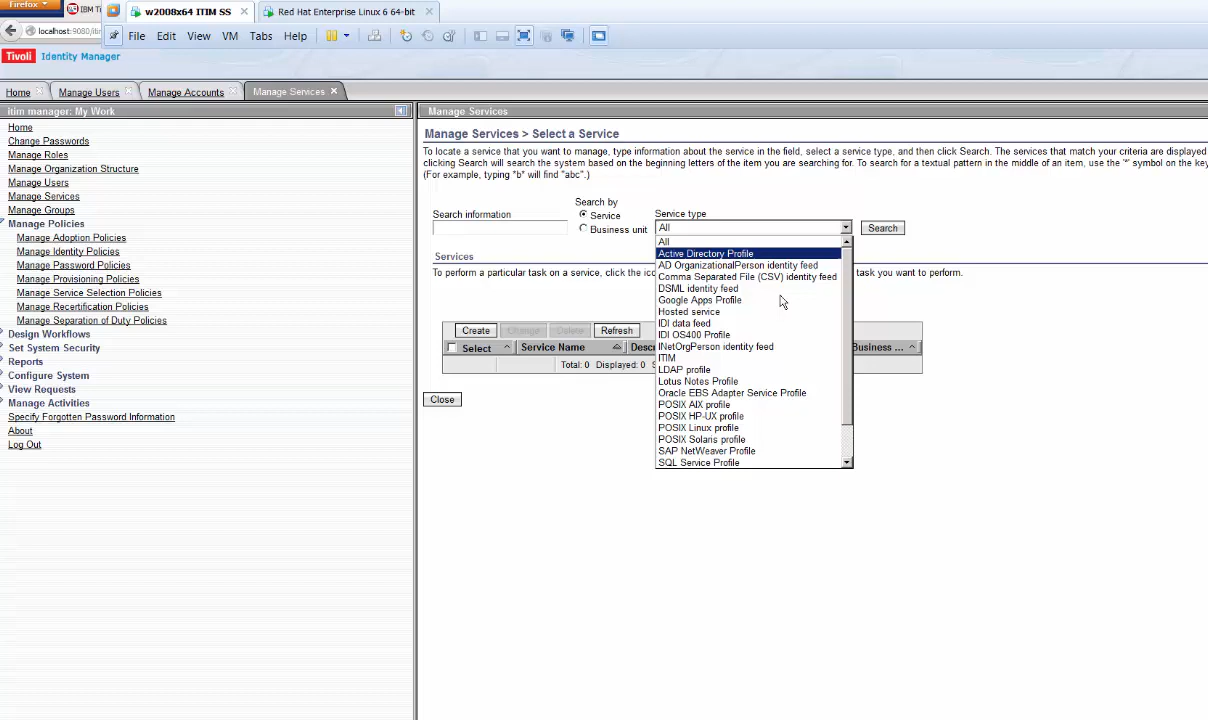 Firefox
IBM Ti
w2008x64 ITIM SS
Red Hat Enterprise Linux 6 64-bit
localhost:9080/iti
File Edit View VM Tabs Help
Tivoli Identity Manager
Home Manage Users Manage Accounts Manage Services
itim manager: My Work
Home
Change Passwords
Manage Roles
Manage Organization Structure
Manage Users
Manage Services
Manage Groups
Manage Policies
Manage Adoption Policies
Manage Identity Policies
Manage Password Policies
Manage Provisioning Policies
Manage Service Selection Policies
Manage Recertification Policies
Manage Separation of Duty Policies
Design Workflows
Set System Security
Reports
Configure System
View Requests
Manage Activities
Specify Forgotten Password Information
About
Log Out
Manage Services
Manage Services > Select a Service
To locate a service that you want to manage, type information about the service in the field, select a service type, and then click Search. The services that match your criteria are displayed
clicking Search will search the system based on the beginning letters of the item you are searching for. To search for a textual pattern in the middle of an item, use the '*' symbol on the key
(For example, typing *b* will find "abc".)
Search by
Search information Service Service type
Business unit All Search
Services
To perform a particular task on a service, click the ico task you want to perform.
All
Active Directory Profile
AD OrganizationalPerson identity feed
Comma Separated File (CSV) identity feed
DSML identity feed
Google Apps Profile
Hosted service
IDI data feed
IDI OS400 Profile
INetOrgPerson identity feed
ITIM
LDAP profile
Lotus Notes Profile
Oracle EBS Adapter Service Profile
POSIX AIX profile
POSIX HP-UX profile
POSIX Linux profile
POSIX Solaris profile
SAP NetWeaver Profile
SQL Service Profile
Create Change Delete Refresh
Select Service Name Descr Business ...
Total: 0 Displayed: 0 S
Close